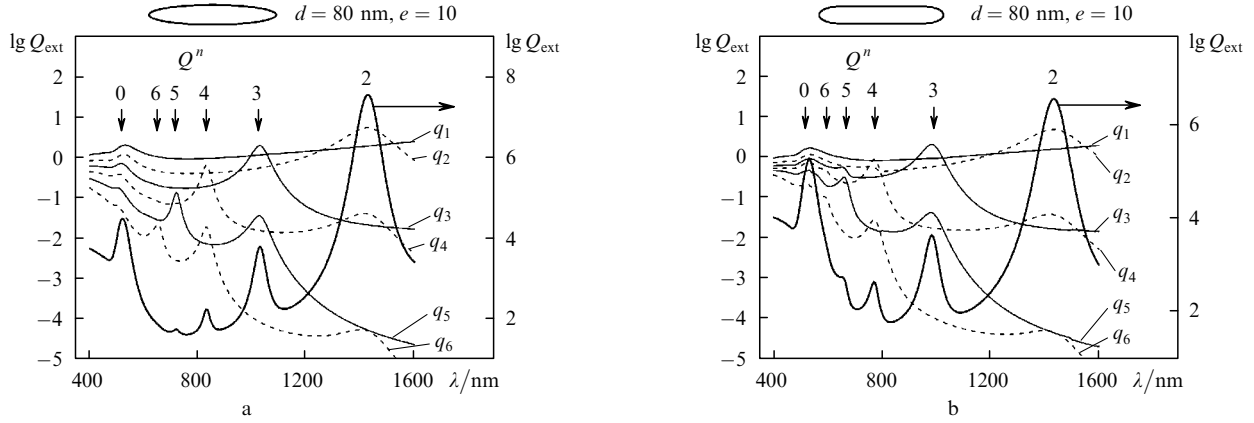 d = 80 nm, e = 10
lg Q_ext
lg Q_ext
2
1
0
−1
−2
−3
−4
−5
8
6
4
2
Q^n
0 6 5 4 3 2
q_1
q_2
q_3
q_4
q_5
q_6
400 800 1200 1600 λ/nm
a
d = 80 nm, e = 10
lg Q_ext
lg Q_ext
2
1
0
−1
−2
−3
−4
−5
6
4
2
Q^n
0 6 5 4 3 2
q_1
q_2
q_3
q_4
q_5
q_6
400 800 1200 1600 λ/nm
b